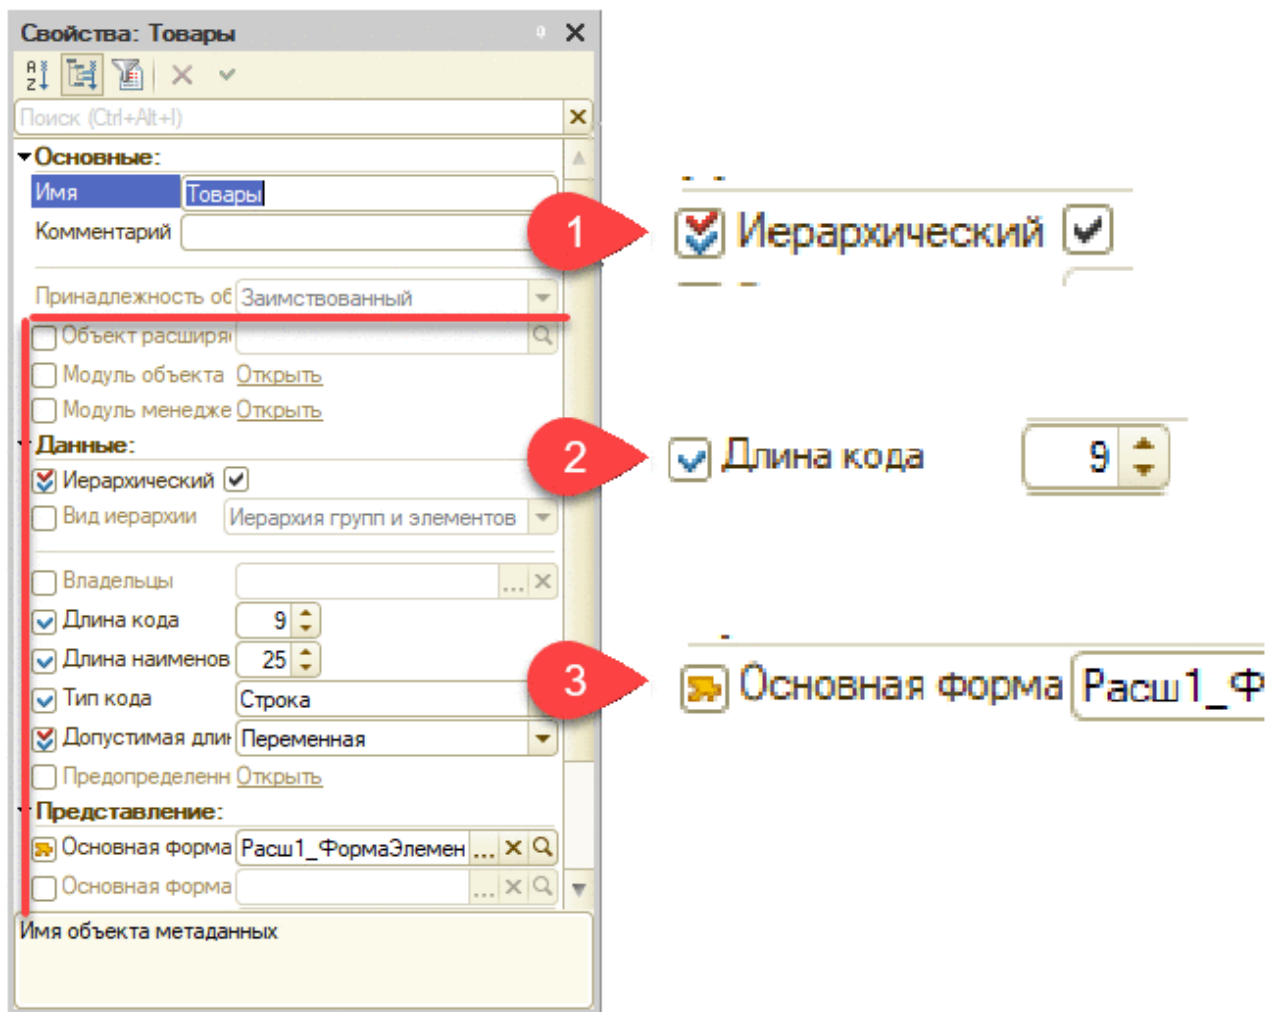 Свойства: Товары
Поиск (Ctrl+Alt+I)
Основные:
Имя Товары
Комментарий
Принадлежность об Заимствованный
Объект расширя
Модуль объекта Открыть
Модуль менедже Открыть
Данные:
Иерархический
Вид иерархии Иерархия групп и элементов
Владельцы ...
Длина кода 9
Длина наименов 25
Тип кода Строка
Допустимая длин Переменная
Предопределенн Открыть
Представление:
Основная форма Расш1_ФормаЭлемен ...
Основная форма ...
Имя объекта метаданных
1 Иерархический
2 Длина кода 9
3 Основная форма Расш1_Ф